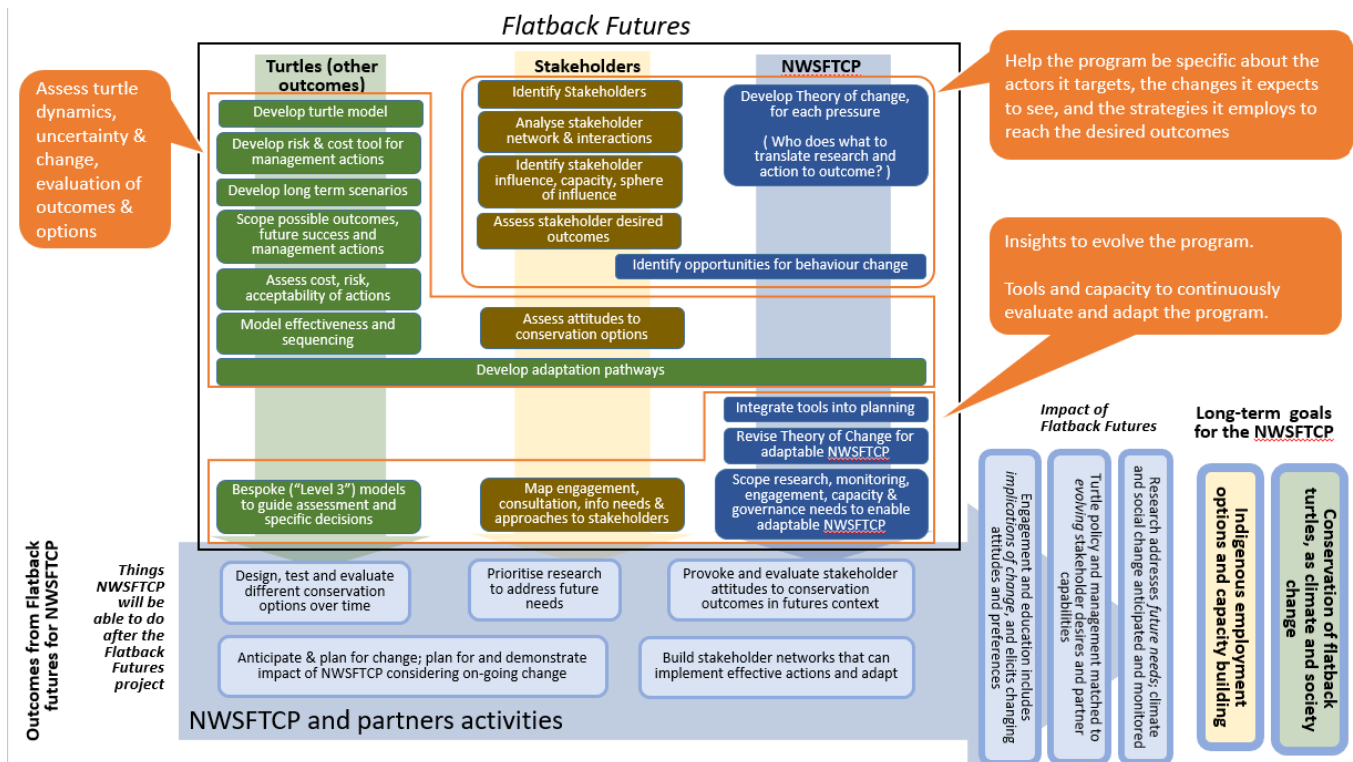 Flatback Futures
Assess turtle
dynamics,
uncertainty &
change,
evaluation of
outcomes &
options
Turtles (other
outcomes)
Develop turtle model
Develop risk & cost tool for
management actions
Develop long term scenarios
Scope possible outcomes,
future success and
management actions
Assess cost, risk,
acceptability of actions
Model effectiveness and
sequencing
Stakeholders
Identify Stakeholders
Analyse stakeholder
network & interactions
Identify stakeholder
influence, capacity, sphere
of influence
Assess stakeholder desired
outcomes
Assess attitudes to
conservation options
NWSFTCP
Develop Theory of change,
for each pressure
( Who does what to
translate research and
action to outcome? )
Identify opportunities for behaviour change
Develop adaptation pathways
Help the program be specific about the
actors it targets, the changes it expects
to see, and the strategies it employs to
reach the desired outcomes
Insights to evolve the program.
Tools and capacity to continuously
evaluate and adapt the program.
Integrate tools into planning
Revise Theory of Change for
adaptable NWSFTCP
Bespoke ("Level 3") models
to guide assessment and
specific decisions
Map engagement,
consultation, info needs &
approaches to stakeholders
Scope research, monitoring,
engagement, capacity &
governance needs to enable
adaptable NWSFTCP
Outcomes from Flatback
futures for NWSFTCP
Things
NWSFTCP
will be
able to do
after the
Flatback
Futures
project
Design, test and evaluate
different conservation
options over time
Prioritise research
to address future
needs
Provoke and evaluate stakeholder
attitudes to conservation
outcomes in futures context
Anticipate & plan for change; plan for and demonstrate
impact of NWSFTCP considering on-going change
Build stakeholder networks that can
implement effective actions and adapt
NWSFTCP and partners activities
Impact of
Flatback Futures
Engagement and education includes
implications of change, and elicits changing
attitudes and preferences
Turtle policy and management matched to
evolving stakeholder desires and partner
capabilities
Research addresses future needs; climate
and social change anticipated and monitored
Long-term goals
for the NWSFTCP
Indigenous employment
options and capacity building
Conservation of flatback
turtles, as climate and society
change